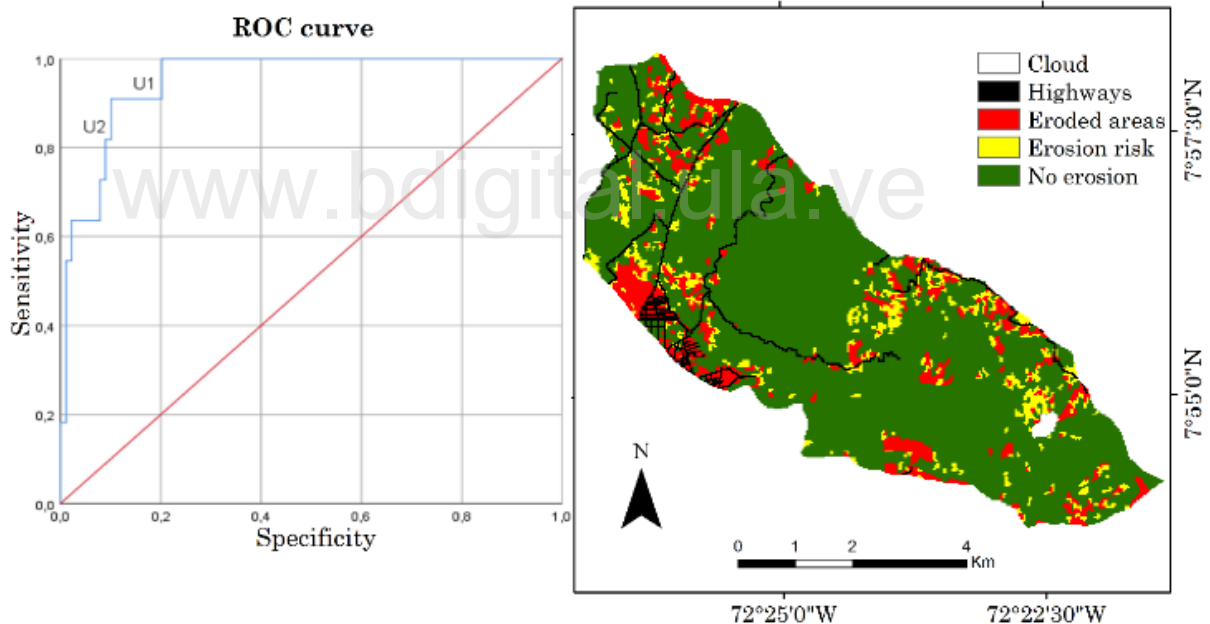 ROC curve
1,0
U1
U2
0,8
0,6
0,4
0,2
0,0
Sensitivity
0,0 0,2 0,4 0,6 0,8 1,0
Specificity
www.bdigital.ula.ve
Cloud
Highways
Eroded areas
Erosion risk
No erosion
7°57'30"N
7°55'0"N
N
0 1 2 4
Km
72°25'0"W 72°22'30"W